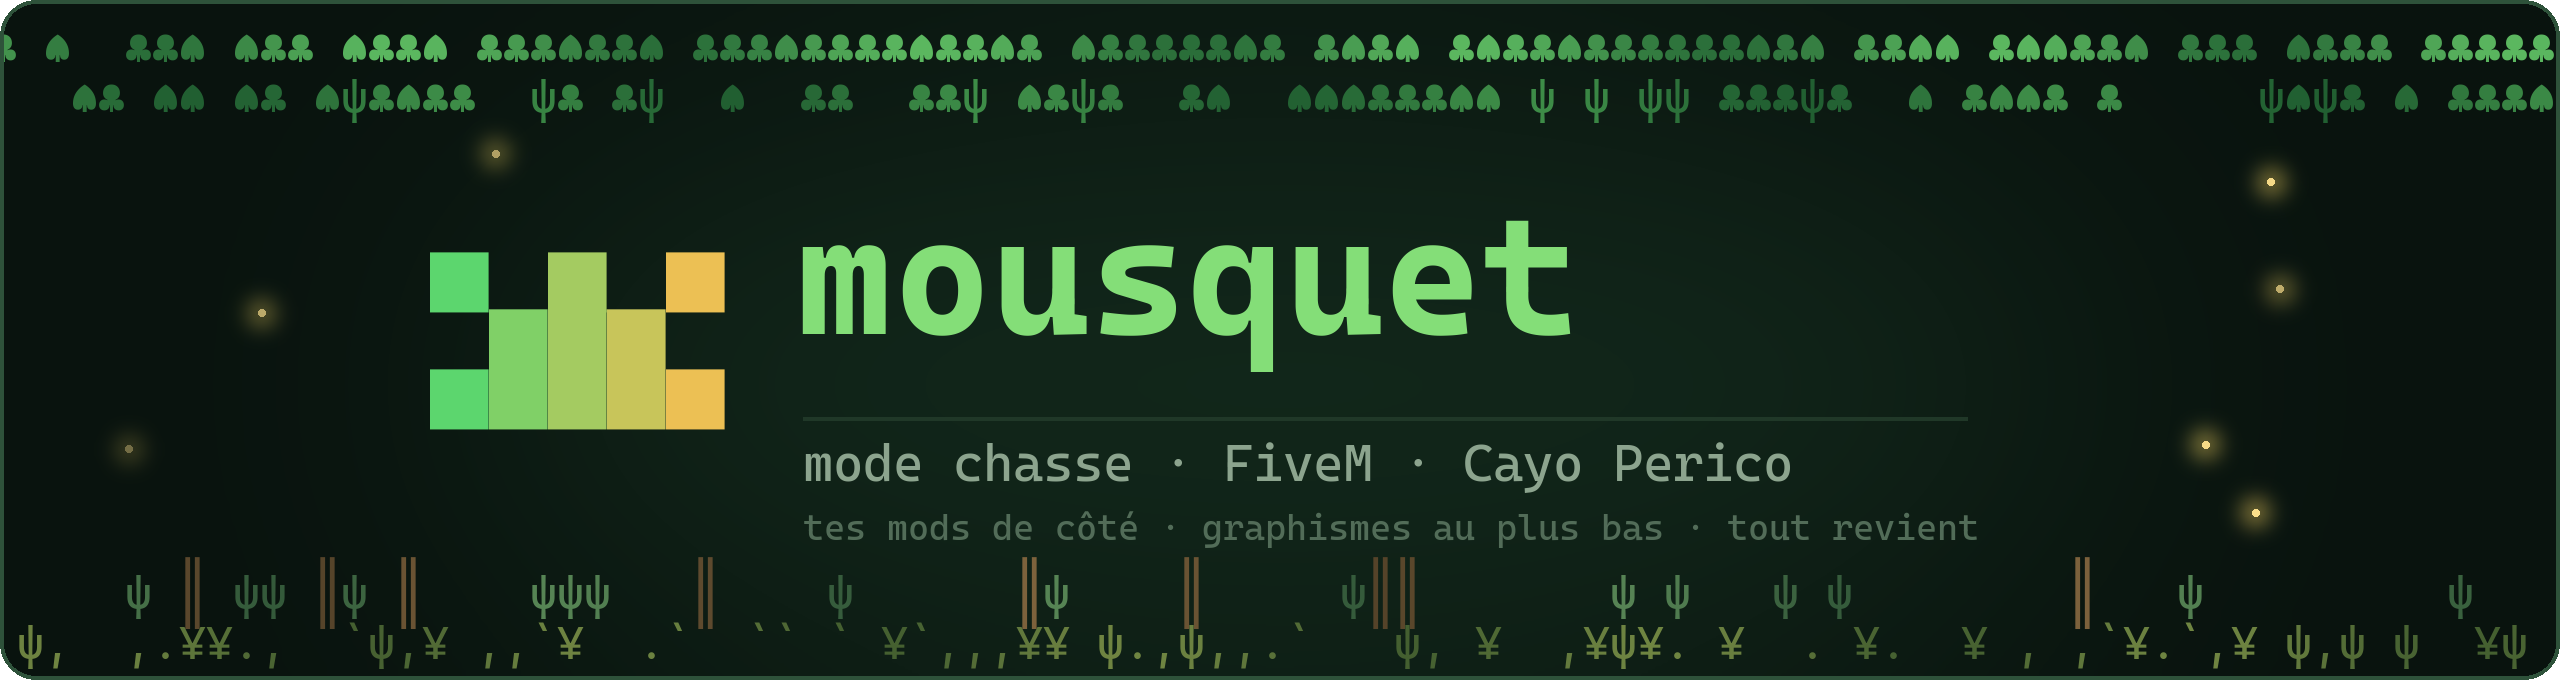 mousquet
mode chasse · FiveM · Cayo Perico
tes mods de côté · graphismes au plus bas · tout revient